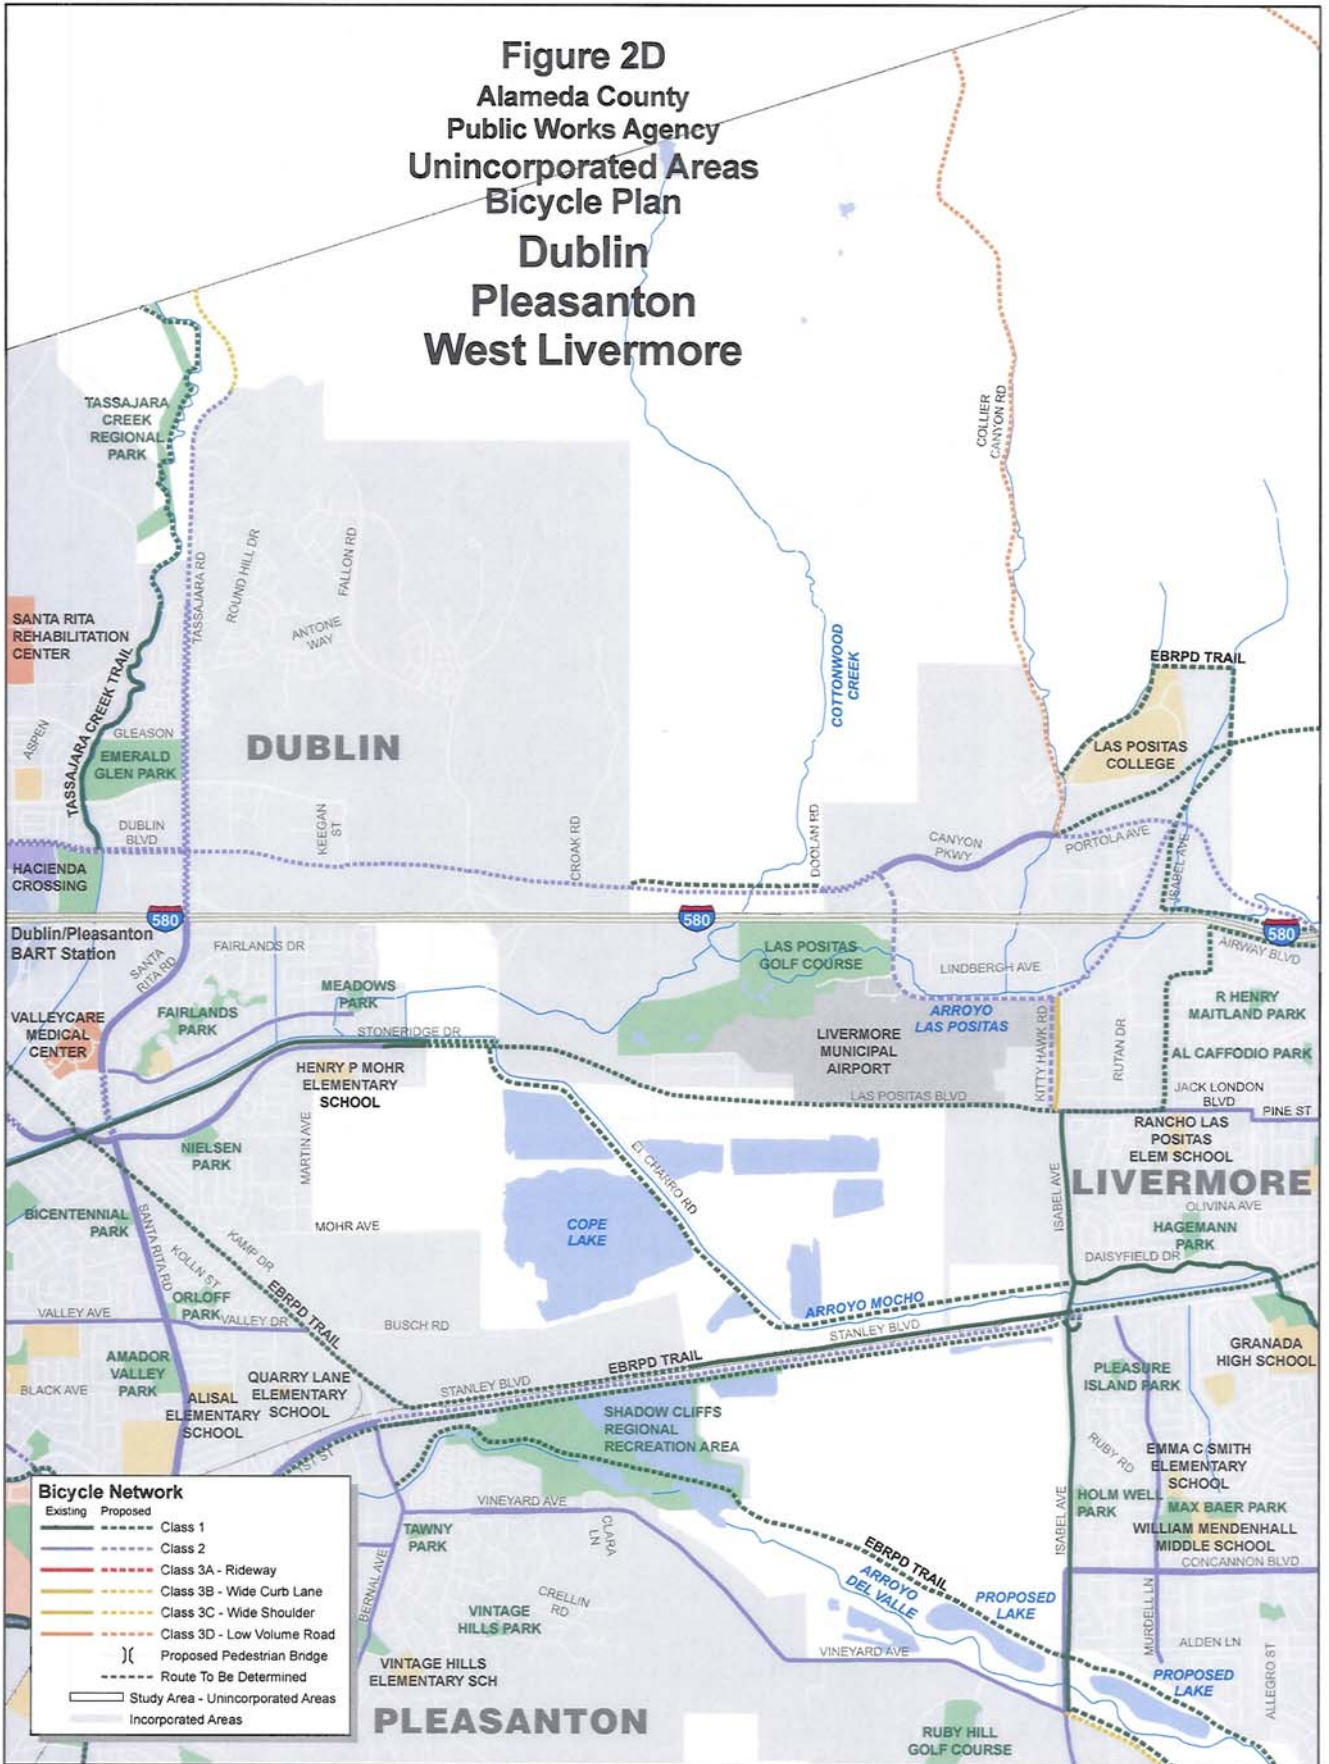 Figure 2D
Alameda County
Public Works Agency
Unincorporated Areas
Bicycle Plan
Dublin
Pleasanton
West Livermore
TASSAJARA
CREEK
REGIONAL
PARK
COLLIER
CANYON RD
TASSAJARA RD
ROUND HILL DR
FALLON RD
ANTONE
WAY
SANTA RITA
REHABILITATION
CENTER
TASSAJARA CREEK TRAIL
COTTONWOOD
CREEK
EBRPD TRAIL
ASPEN
GLEASON
EMERALD
GLEN PARK
DUBLIN
LAS POSITAS
COLLEGE
DUBLIN
BLVD
KEEGAN
ST
CROAK RD
DOOLAN RD
CANYON
PKWY
PORTOLA AVE
ISABEL AVE
HACIENDA
CROSSING
580
580
580
Dublin/Pleasanton
BART Station
SANTA
RITA RD
FAIRLANDS DR
LAS POSITAS
GOLF COURSE
LINDBERGH AVE
AIRWAY BLVD
MEADOWS
PARK
VALLEYCARE
MEDICAL
CENTER
FAIRLANDS
PARK
STONERIDGE DR
ARROYO
LAS POSITAS
R HENRY
MAITLAND PARK
LIVERMORE
MUNICIPAL
AIRPORT
KITTY HAWK RD
RUTAN DR
AL CAFFODIO PARK
HENRY P MOHR
ELEMENTARY
SCHOOL
LAS POSITAS BLVD
JACK LONDON
BLVD
PINE ST
RANCHO LAS
POSITAS
ELEM SCHOOL
NIELSEN
PARK
MARTIN AVE
EL CHARRO RD
ISABEL AVE
LIVERMORE
OLIVINA AVE
BICENTENNIAL
PARK
SANTA RITA RD
MOHR AVE
COPE
LAKE
HAGEMANN
PARK
KAMP DR
KOLLN ST
DAISYFIELD DR
EBRPD TRAIL
ORLOFF
PARK
VALLEY AVE
VALLEY DR
BUSCH RD
ARROYO MOCHO
STANLEY BLVD
GRANADA
HIGH SCHOOL
AMADOR
VALLEY
PARK
BLACK AVE
QUARRY LANE
ELEMENTARY
SCHOOL
ALISAL
ELEMENTARY
SCHOOL
STANLEY BLVD
EBRPD TRAIL
PLEASURE
ISLAND PARK
SHADOW CLIFFS
REGIONAL
RECREATION AREA
RUBY RD
EMMA C SMITH
ELEMENTARY
SCHOOL
1ST ST
HOLM WELL
PARK
MAX BAER PARK
WILLIAM MENDENHALL
MIDDLE SCHOOL
CONCANNON BLVD
ISABEL AVE
VINEYARD AVE
TAWNY
PARK
CLARA
LN
BERNAL AVE
EBRPD TRAIL
ARROYO
DEL VALLE
PROPOSED
LAKE
CRELLIN
RD
VINTAGE
HILLS PARK
MURDELL LN
ALDEN LN
VINEYARD AVE
VINTAGE HILLS
ELEMENTARY SCH
PROPOSED
LAKE
ALLEGRO ST
PLEASANTON
RUBY HILL
GOLF COURSE
Bicycle Network
Existing Proposed
Class 1
Class 2
Class 3A - Rideway
Class 3B - Wide Curb Lane
Class 3C - Wide Shoulder
Class 3D - Low Volume Road
Proposed Pedestrian Bridge
Route To Be Determined
Study Area - Unincorporated Areas
Incorporated Areas